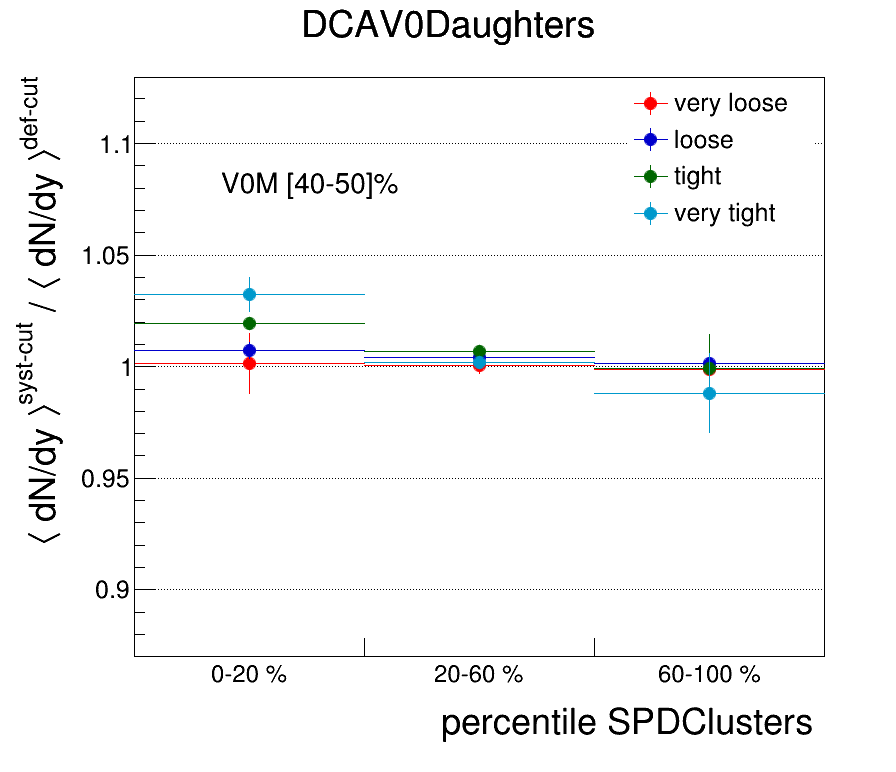 DCAV0Daughters
⟨ dN/dy ⟩^syst-cut / ⟨ dN/dy ⟩^def-cut
V0M [40-50]%
very loose
loose
tight
very tight
1.1
1.05
1
0.95
0.9
0-20 %
20-60 %
60-100 %
percentile SPDClusters